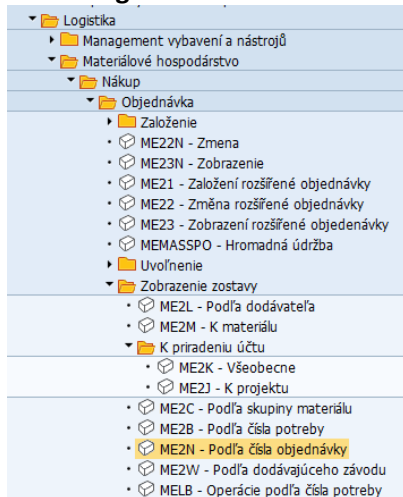 Logistika
Management vybavení a nástrojů
Materiálové hospodárstvo
Nákup
Objednávka
Založenie
ME22N - Zmena
ME23N - Zobrazenie
ME21 - Založení rozšířené objednávky
ME22 - Změna rozšířené objednávky
ME23 - Zobrazení rozšířené objedenávky
MEMASSPO - Hromadná údržba
Uvoľnenie
Zobrazenie zostavy
ME2L - Podľa dodávateľa
ME2M - K materiálu
K priradeniu účtu
ME2K - Všeobecne
ME2J - K projektu
ME2C - Podľa skupiny materiálu
ME2B - Podľa čísla potreby
ME2N - Podľa čísla objednávky
ME2W - Podľa dodávajúceho závodu
MELB - Operácie podľa čísla potreby